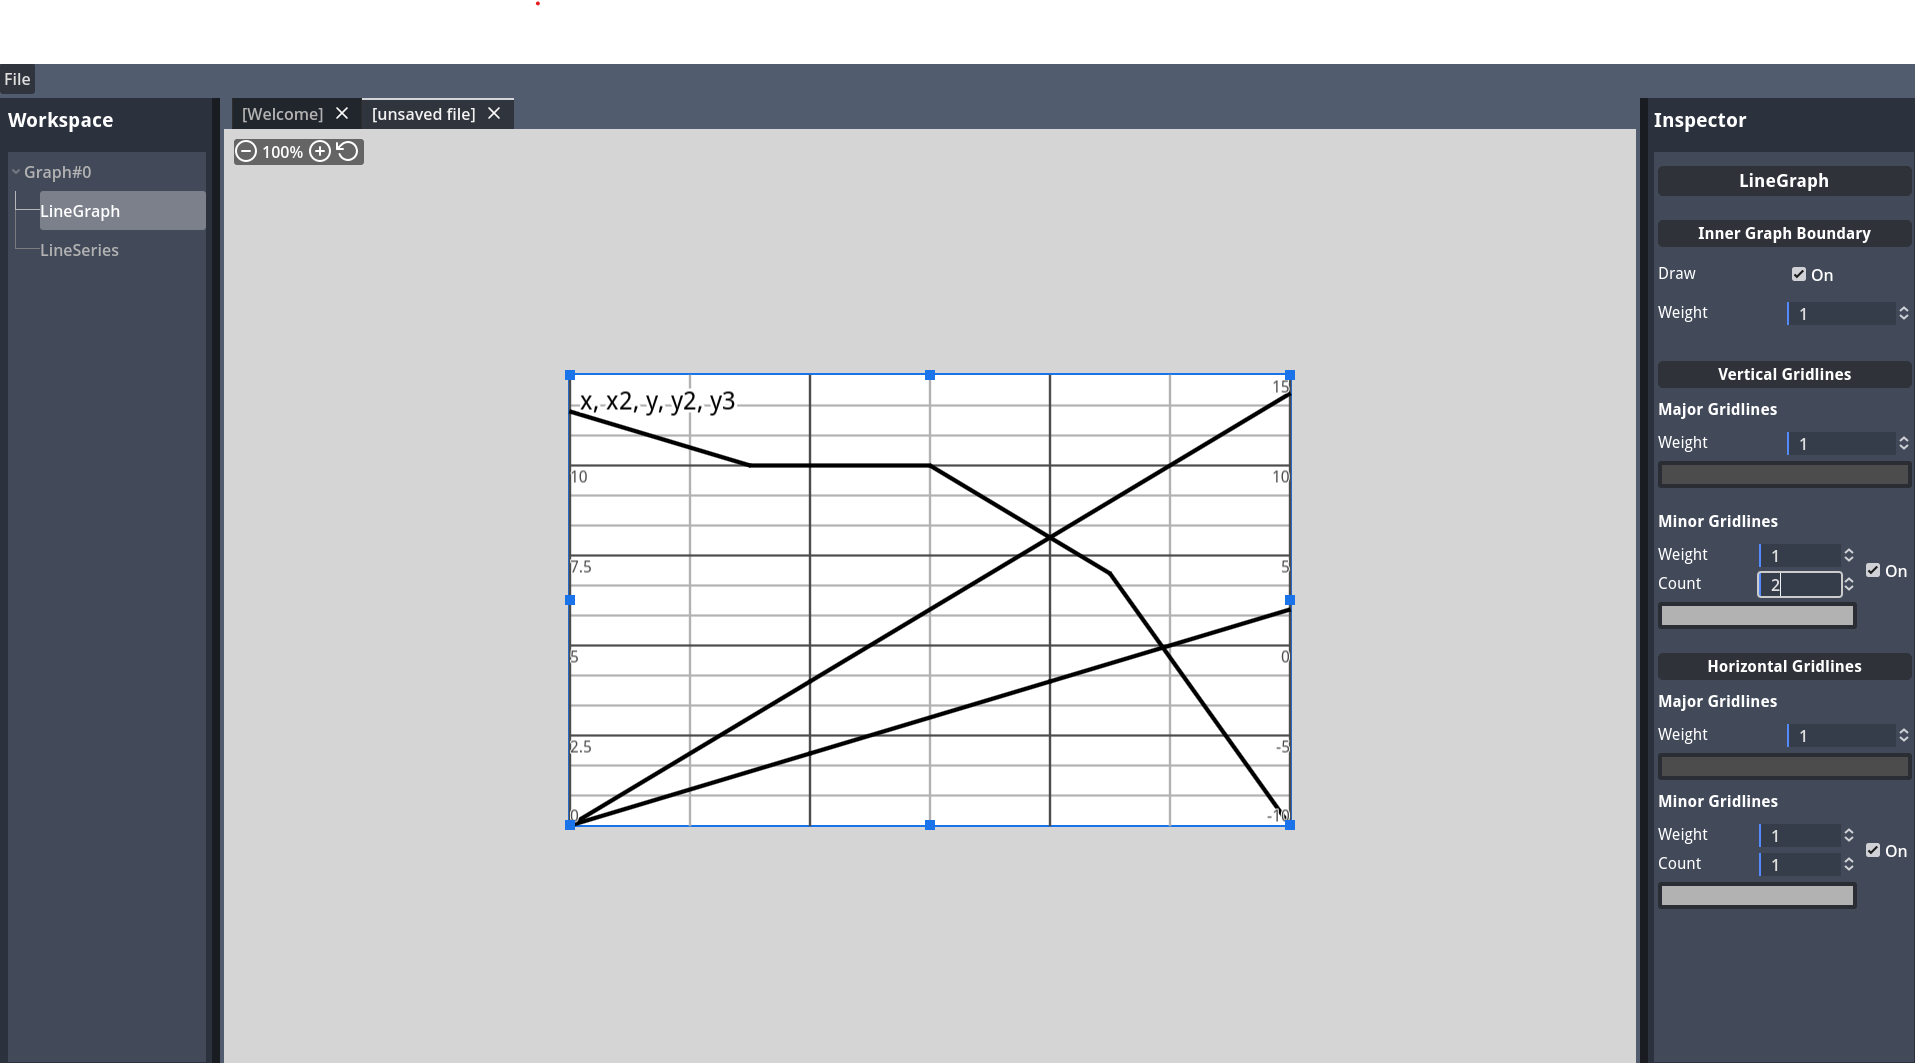 File
Workspace
Graph#0
LineGraph
LineSeries
[Welcome]
[unsaved file]
100%
x, x2, y, y2, y3
10
7.5
5
2.5
0
15
10
5
0
-5
-10
Inspector
LineGraph
Inner Graph Boundary
Draw On
Weight 1
Vertical Gridlines
Major Gridlines
Weight 1
Minor Gridlines
Weight 1
On
Count 2
Horizontal Gridlines
Major Gridlines
Weight 1
Minor Gridlines
Weight 1
On
Count 1